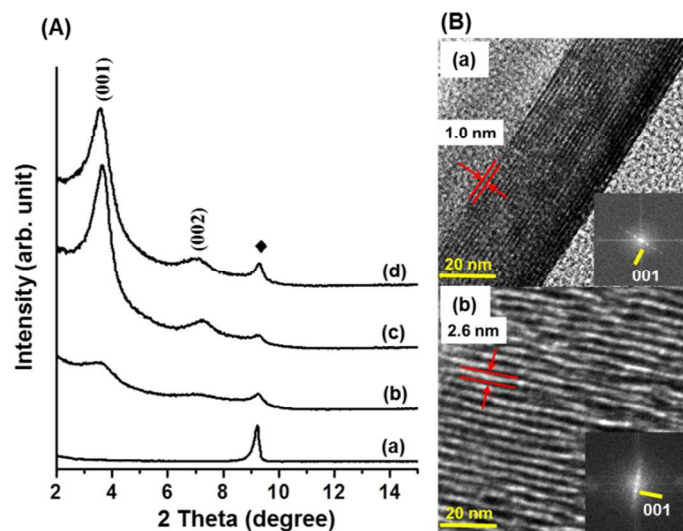 (A)
(001)
(002)
◆
(d)
(c)
(b)
(a)
Intensity (arb. unit)
2 4 6 8 10 12 14
2 Theta (degree)
(B)
(a)
1.0 nm
20 nm
001
(b)
2.6 nm
20 nm
001